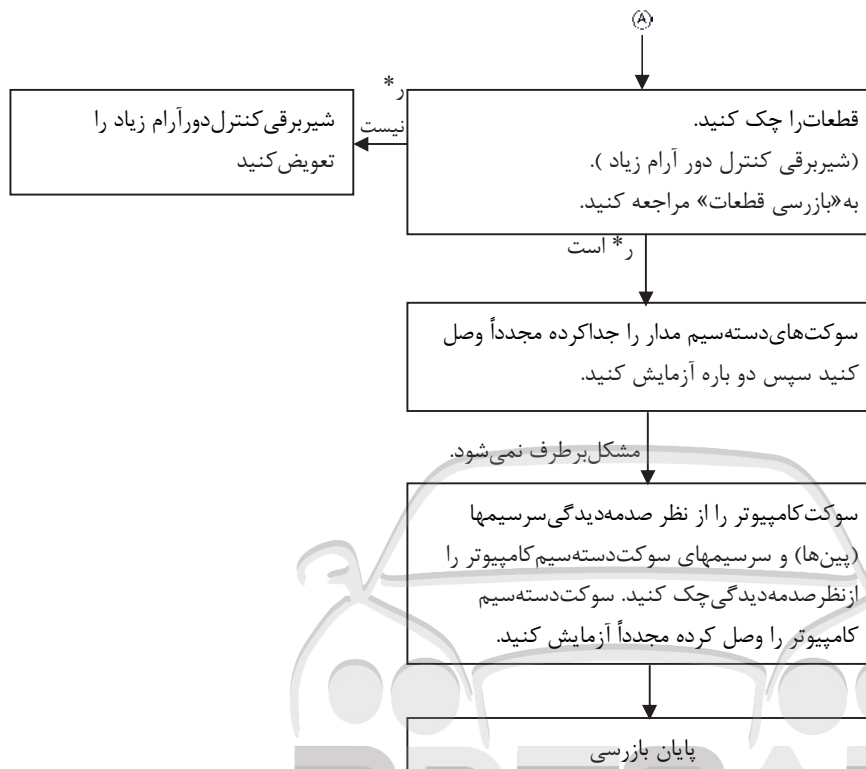 A
قطعات‌را چک کنید.
(شیربرقی کنترل دور آرام زیاد ).
به«بازرسی قطعات» مراجعه کنید.
ر*
نیست
شیربرقی‌کنترل‌دورآرام زیاد را
تعویض‌کنید
ر* است
سوکت‌های‌دسته‌سیم مدار را جداکرده مجدداً وصل
کنید سپس دو باره آزمایش کنید.
مشکل‌برطرف نمی‌شود.
سوکت‌کامپیوتر را از نظر صدمه‌دیدگی‌سرسیمها
(پین‌ها) و سرسیمهای سوکت‌دسته‌سیم‌کامپیوتر را
ازنظرصدمه‌دیدگی‌چک کنید. سوکت‌دسته‌سیم
کامپیوتر را وصل کرده مجدداً آزمایش کنید.
پایان بازرسی